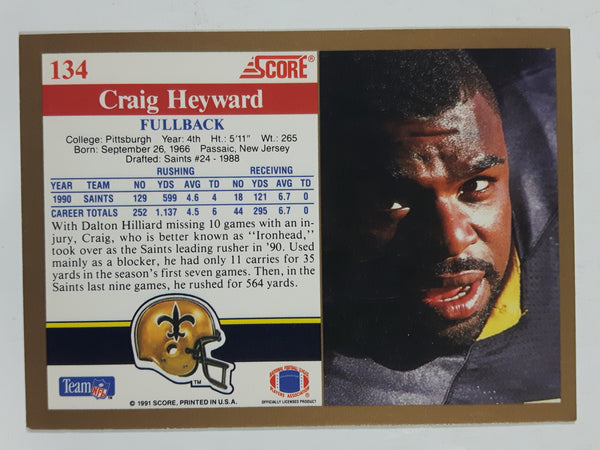 134
SCORE®
Craig Heyward
FULLBACK
College: Pittsburgh Year: 4th Ht.: 5'11" Wt.: 265
Born: September 26, 1966 Passaic, New Jersey
Drafted: Saints #24 - 1988
RUSHING RECEIVING
YEAR TEAM NO YDS AVG TD NO YDS AVG TD
1990 SAINTS 129 599 4.6 4 18 121 6.7 0
CAREER TOTALS 252 1,137 4.5 6 44 295 6.7 0
With Dalton Hilliard missing 10 games with an in-
jury, Craig, who is better known as "Ironhead,"
took over as the Saints leading rusher in '90. Used
mainly as a blocker, he had only 11 carries for 35
yards in the season's first seven games. Then, in the
Saints last nine games, he rushed for 564 yards.
TM
Team NFL
© 1991 SCORE, PRINTED IN U.S.A.
OFFICIALLY LICENSED PRODUCT